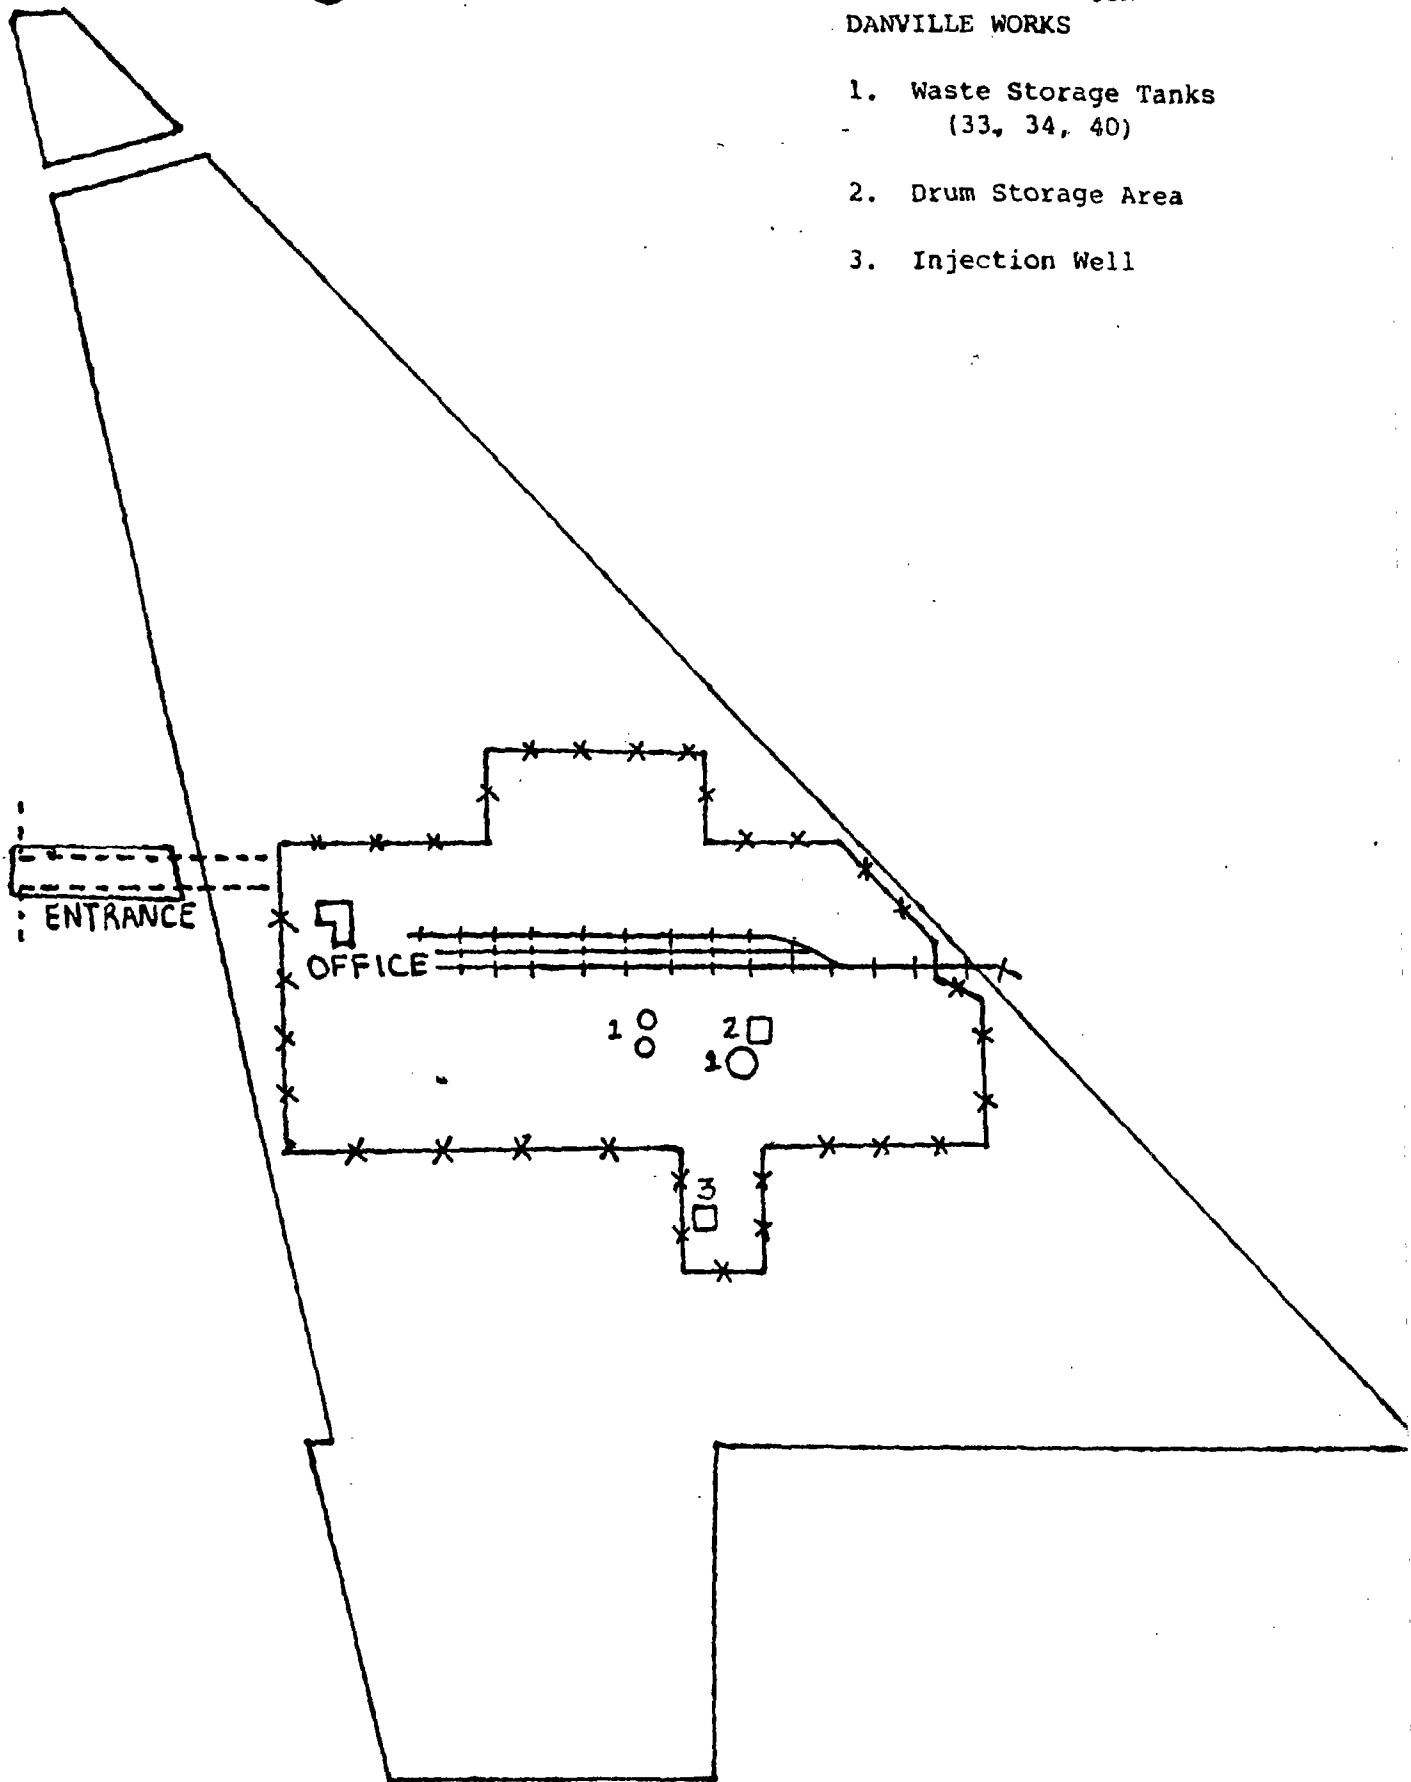 DANVILLE WORKS
1. Waste Storage Tanks
(33, 34, 40)
2. Drum Storage Area
3. Injection Well
ENTRANCE
OFFICE
1
2
1
3